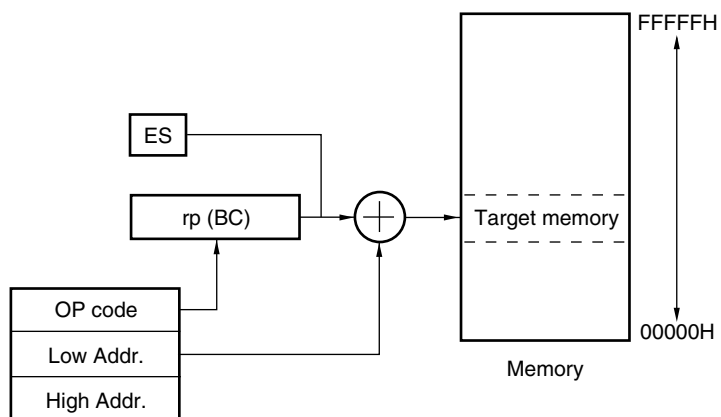 FFFFFH
ES
rp (BC)
Target memory
OP code
Low Addr.
High Addr.
00000H
Memory